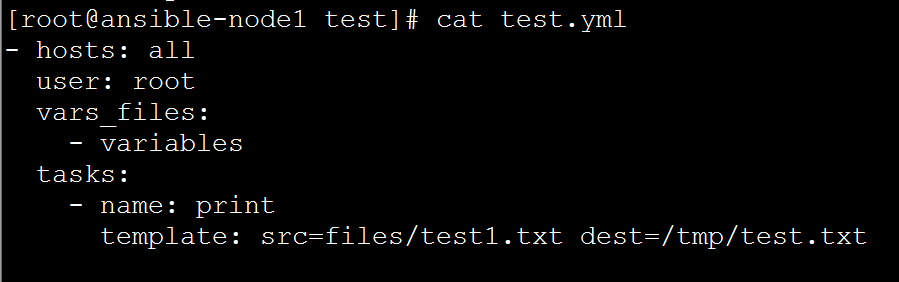 [root@ansible-node1 test]# cat test.yml
- hosts: all
  user: root
  vars_files:
    - variables
  tasks:
    - name: print
      template: src=files/test1.txt dest=/tmp/test.txt